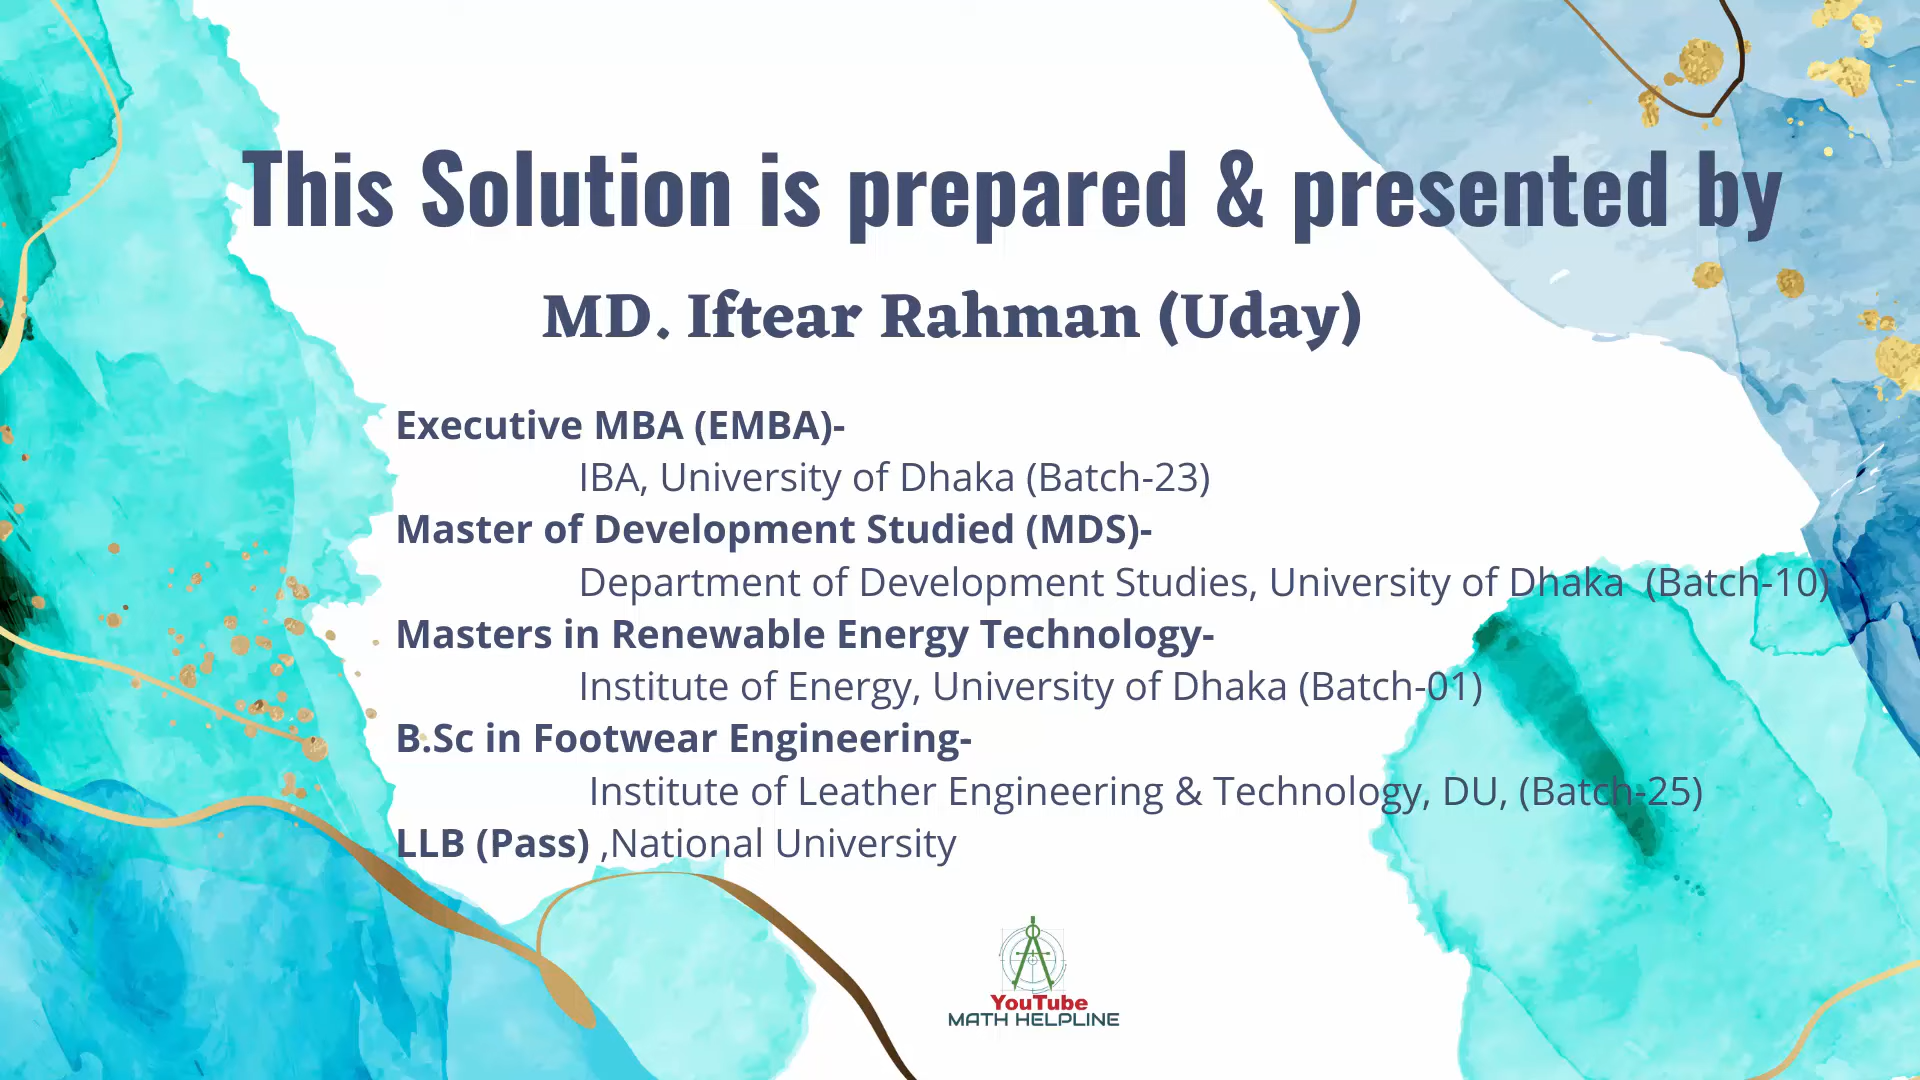 This Solution is prepared & presented by
MD. Iftear Rahman (Uday)
Executive MBA (EMBA)-
IBA, University of Dhaka (Batch-23)
Master of Development Studied (MDS)-
Department of Development Studies, University of Dhaka (Batch-10)
Masters in Renewable Energy Technology-
Institute of Energy, University of Dhaka (Batch-01)
B.Sc in Footwear Engineering-
Institute of Leather Engineering & Technology, DU, (Batch-25)
LLB (Pass) ,National University
YouTube
MATH HELPLINE